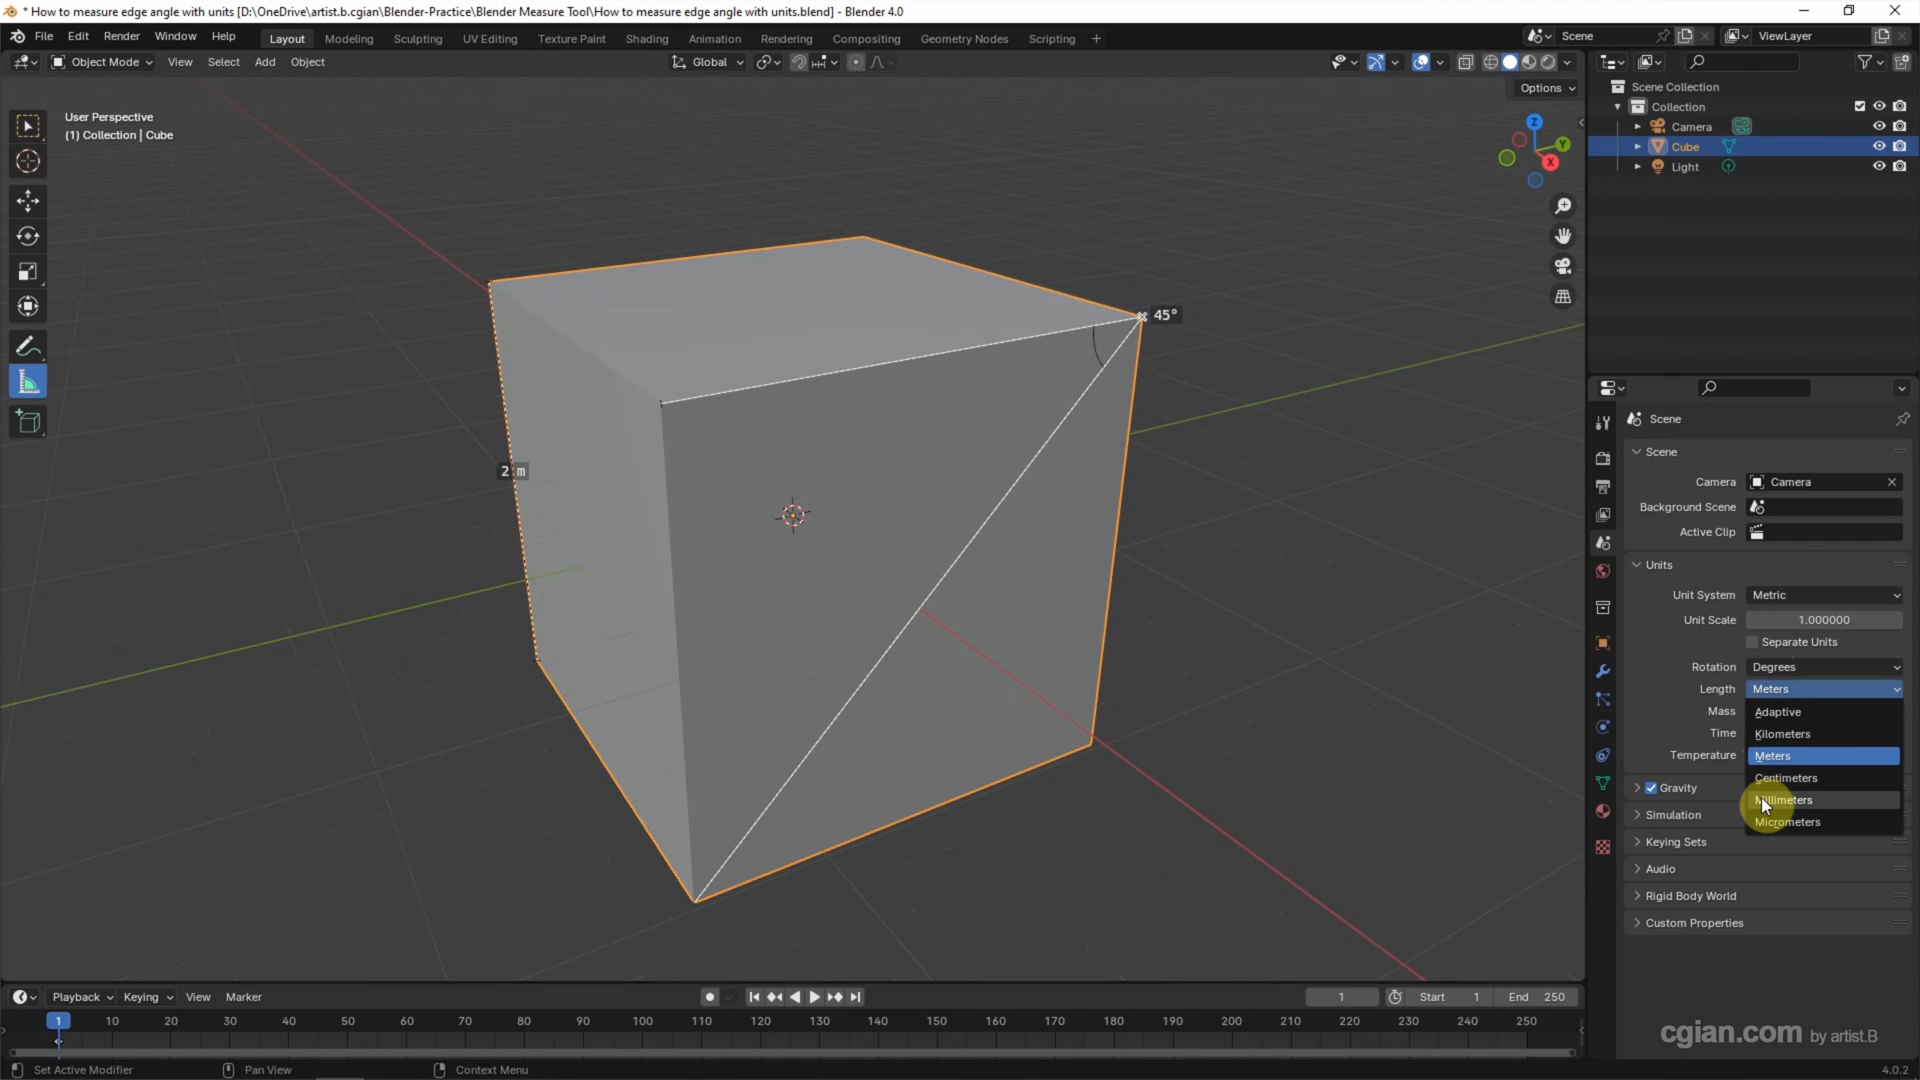 * How to measure edge angle with units [D:\OneDrive\artist.b.cgian\Blender-Practice\Blender Measure Tool\How to measure edge angle with units.blend] - Blender 4.0
File Edit Render Window Help Layout Modeling Sculpting UV Editing Texture Paint Shading Animation Rendering Compositing Geometry Nodes Scripting + Scene ViewLayer
Object Mode View Select Add Object Global
Options
User Perspective
(1) Collection | Cube
Z
Y
X
45°
2 m
Scene Collection
Collection
Camera
Cube
Light
Scene
Scene
Camera Camera
Background Scene
Active Clip
Units
Unit System Metric
Unit Scale 1.000000
Separate Units
Rotation Degrees
Length Meters
Mass Adaptive
Time Kilometers
Temperature Meters
Centimeters
Gravity
Millimeters
Simulation
Micrometers
Keying Sets
Audio
Rigid Body World
Custom Properties
Playback Keying View Marker 1 Start 1 End 250
1 10 20 30 40 50 60 70 80 90 100 110 120 130 140 150 160 170 180 190 200 210 220 230 240 250
cgian.com by artist.B
Set Active Modifier Pan View Context Menu 4.0.2